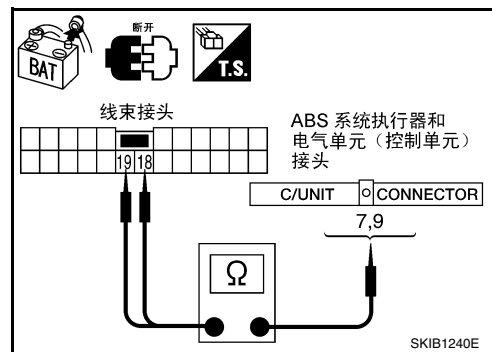 BAT
断开
T.S.
线束接头
19 18
ABS 系统执行器和
电气单元（控制单元）
接头
C/UNIT CONNECTOR
7,9
Ω
SKIB1240E